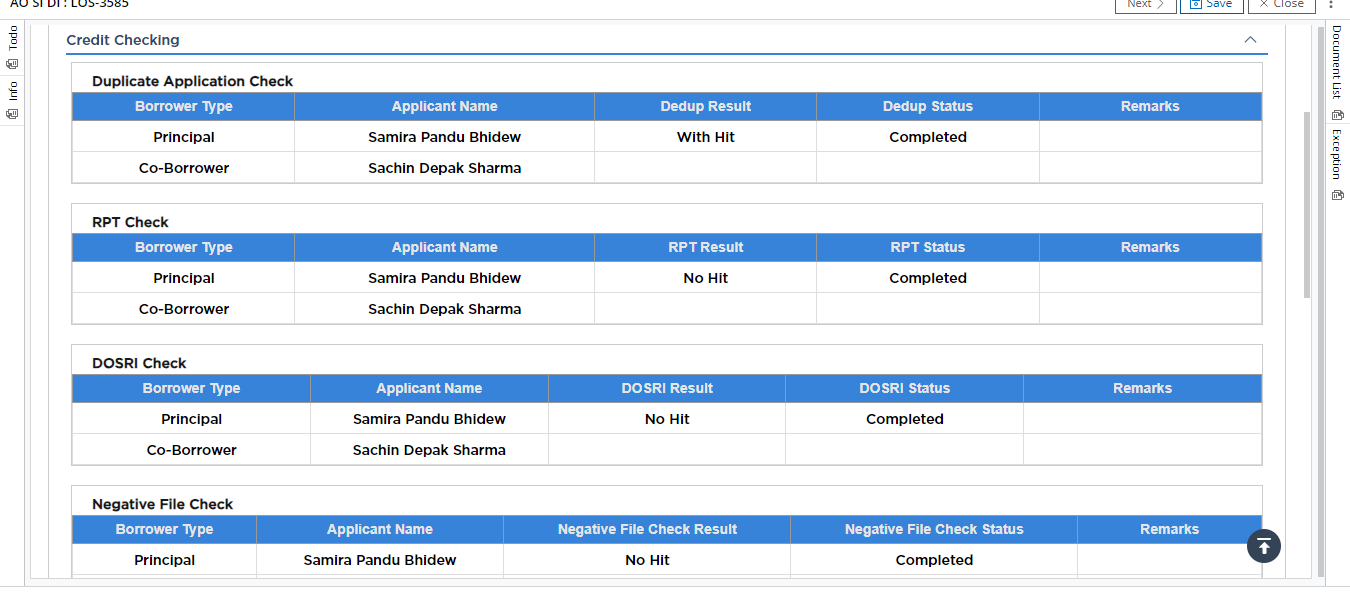 AO SI DI : LOS-3585
Next Save Close
Todo
Info
Document List
Exception
Credit Checking
Duplicate Application Check
Borrower Type Applicant Name Dedup Result Dedup Status Remarks
Principal Samira Pandu Bhidew With Hit Completed
Co-Borrower Sachin Depak Sharma
RPT Check
Borrower Type Applicant Name RPT Result RPT Status Remarks
Principal Samira Pandu Bhidew No Hit Completed
Co-Borrower Sachin Depak Sharma
DOSRI Check
Borrower Type Applicant Name DOSRI Result DOSRI Status Remarks
Principal Samira Pandu Bhidew No Hit Completed
Co-Borrower Sachin Depak Sharma
Negative File Check
Borrower Type Applicant Name Negative File Check Result Negative File Check Status Remarks
Principal Samira Pandu Bhidew No Hit Completed